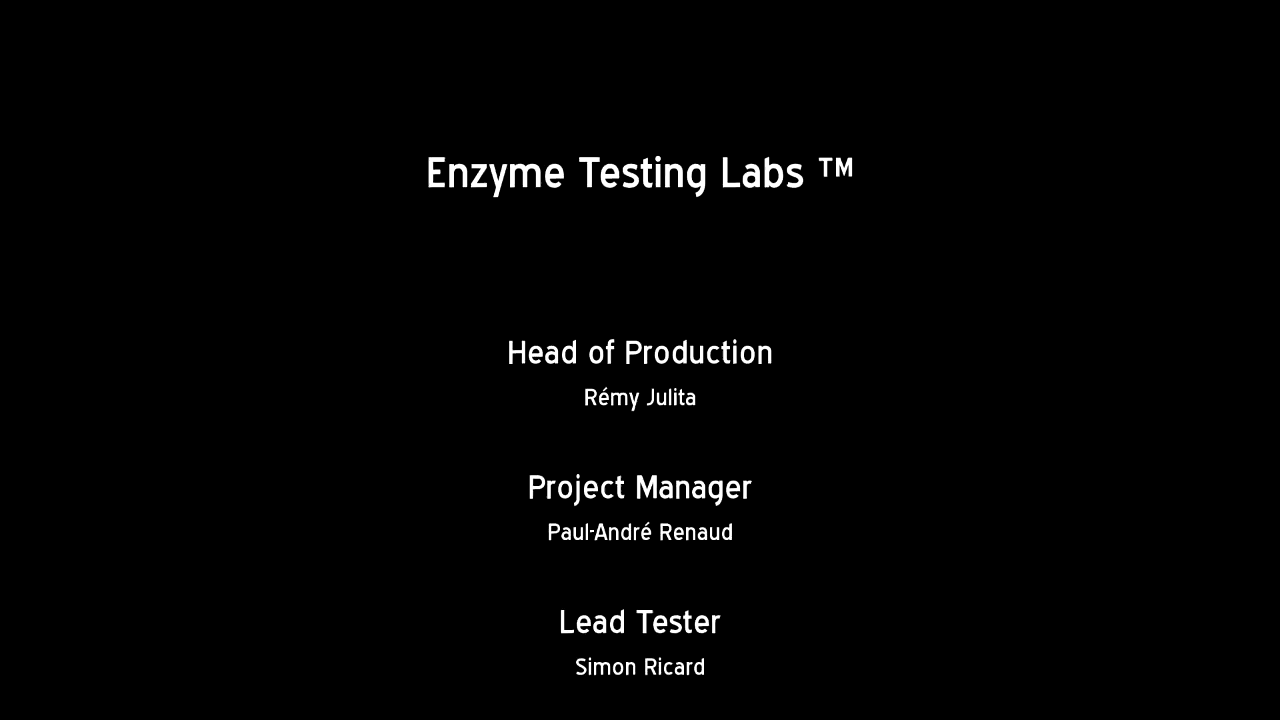 Enzyme Testing Labs ™
Head of Production
Rémy Julita
Project Manager
Paul-André Renaud
Lead Tester
Simon Ricard